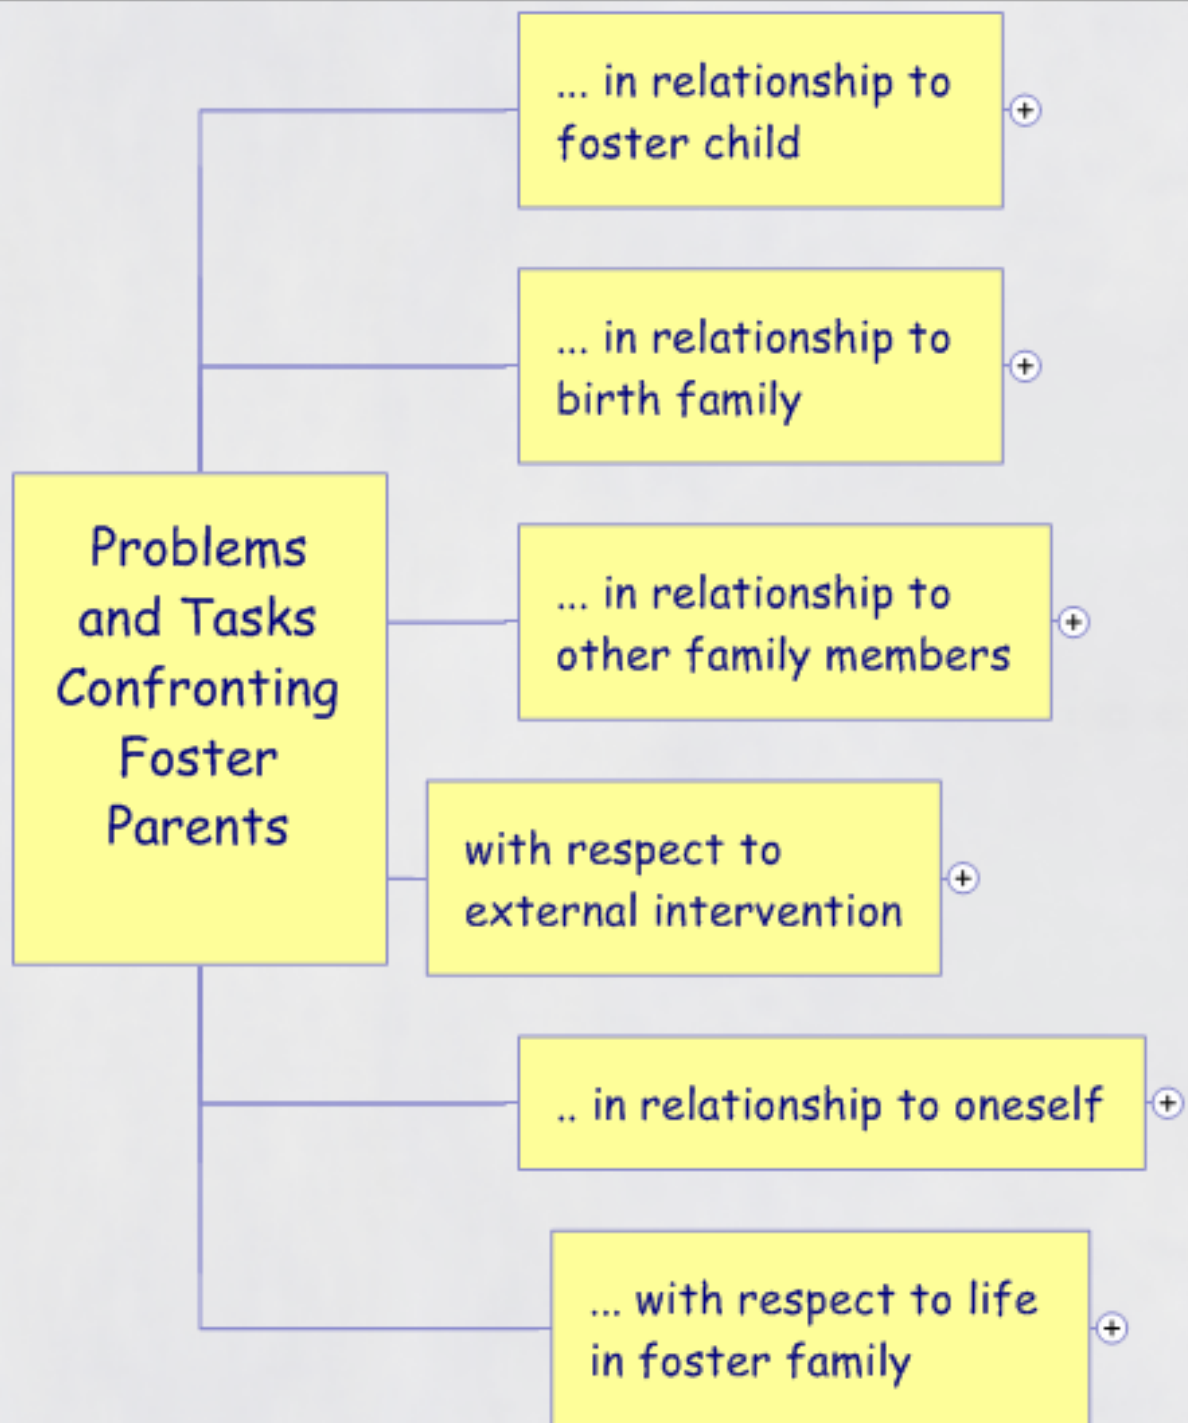 ... in relationship to
foster child
... in relationship to
birth family
Problems
and Tasks
Confronting
Foster
Parents
... in relationship to
other family members
with respect to
external intervention
.. in relationship to oneself
... with respect to life
in foster family